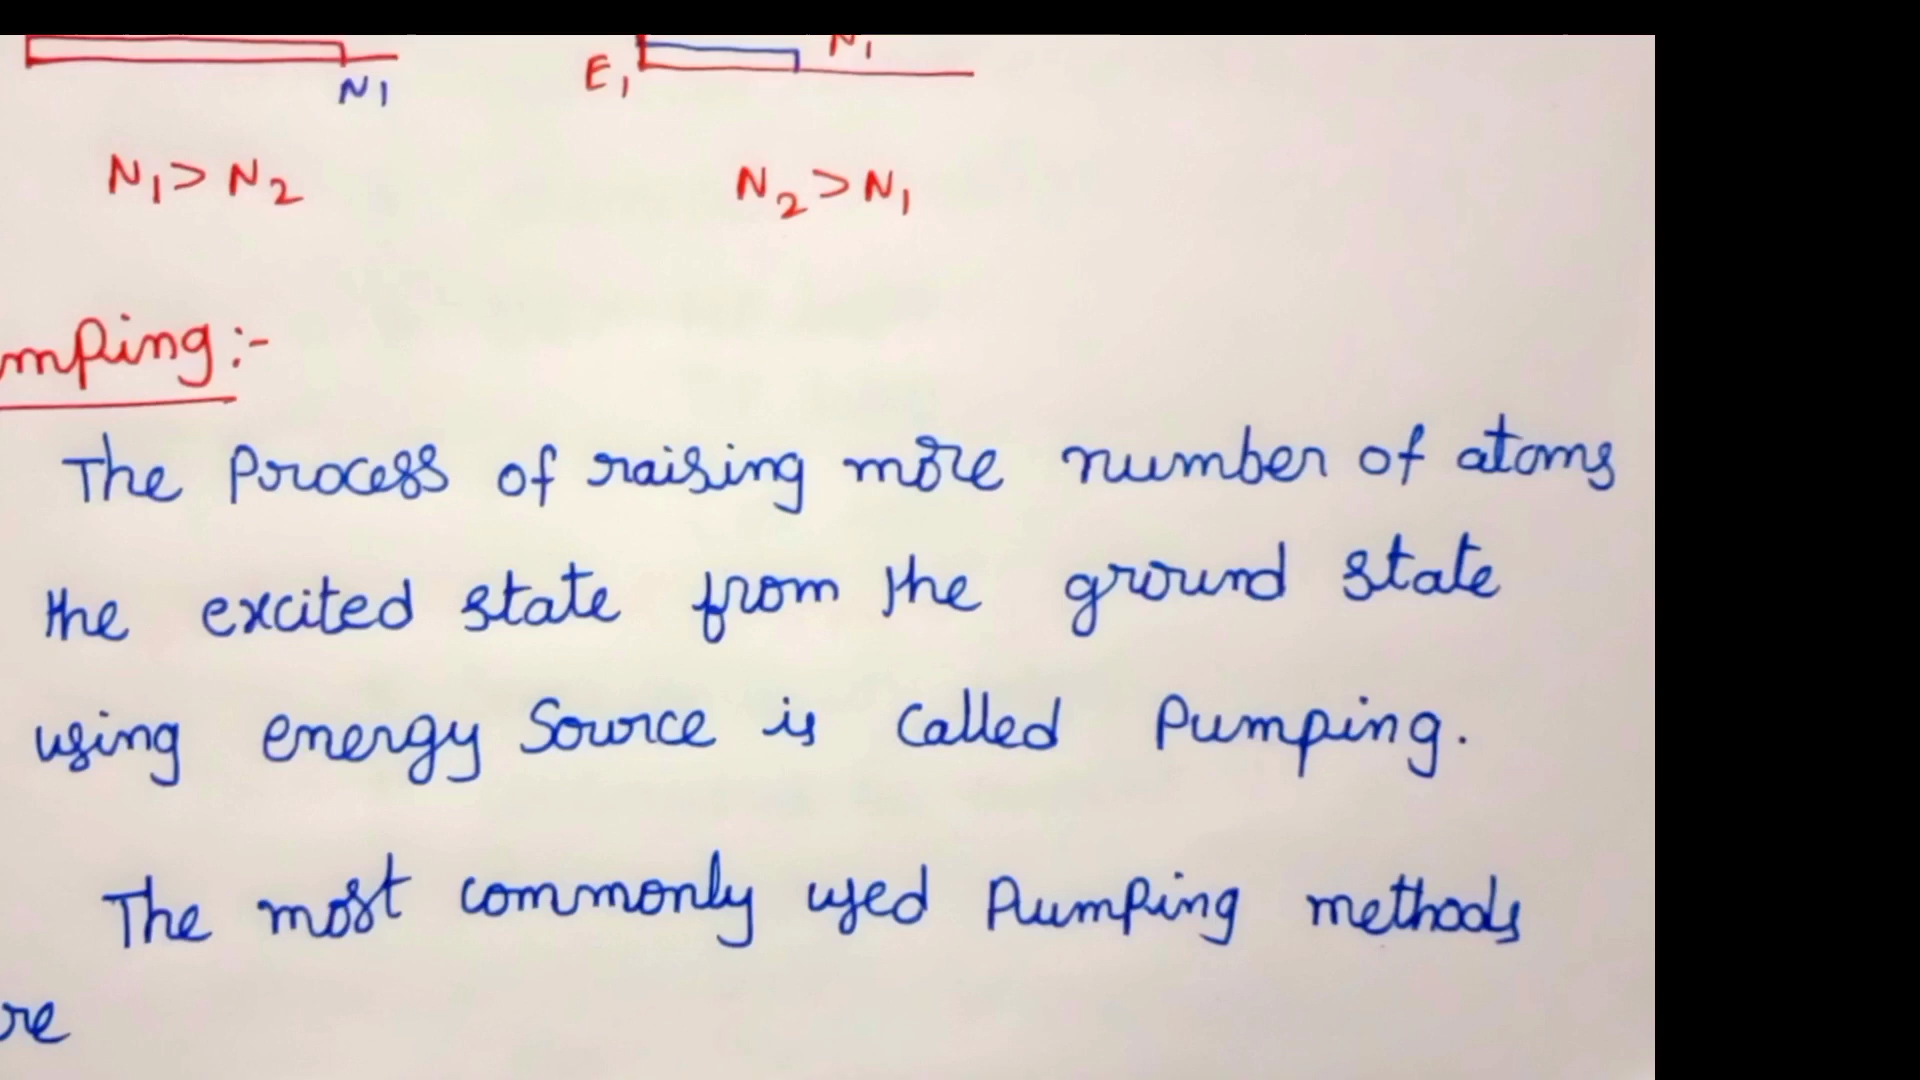 N1
E1
N1
N1 > N2
N2 > N1
mping :-
The process of raising more number of atoms
the excited state from the ground state
using energy source is called Pumping.
The most commonly used Pumping methods
re